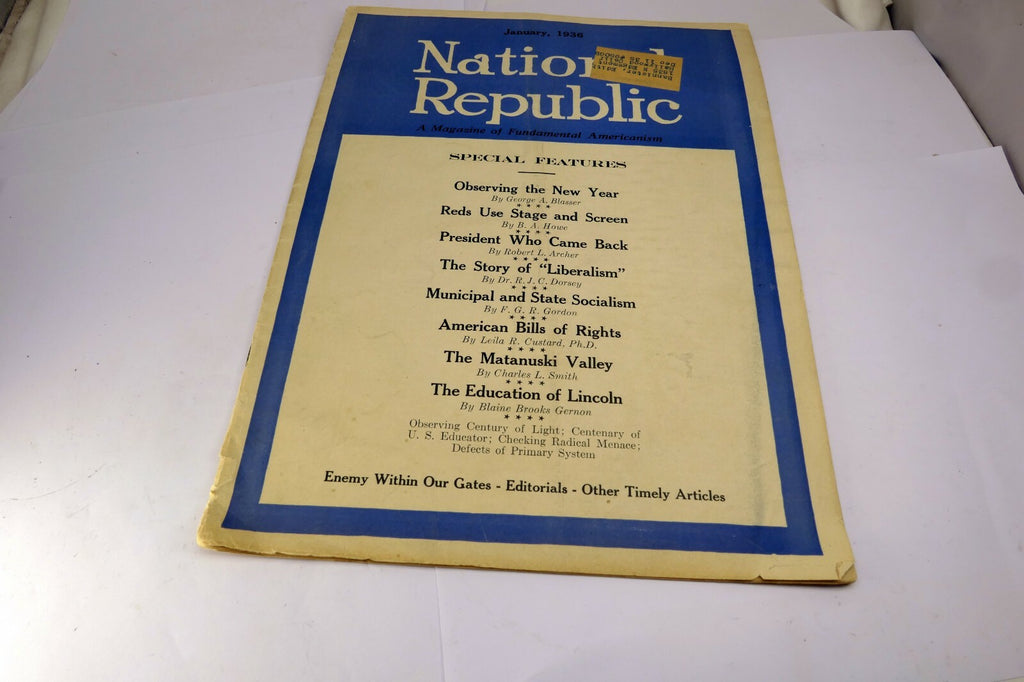 January, 1936
National
Republic
A Magazine of Fundamental Americanism
SPECIAL FEATURES
Observing the New Year
By George A. Blasser
Reds Use Stage and Screen
By B. A. Howe
President Who Came Back
By Robert L. Archer
The Story of "Liberalism"
By Dr. R. J. C. Dorsey
Municipal and State Socialism
By F. G. R. Gordon
American Bills of Rights
By Leila R. Custard, Ph.D.
The Matanuski Valley
By Charles L. Smith
The Education of Lincoln
By Blaine Brooks Gernon
Observing Century of Light; Centenary of
U. S. Educator; Checking Radical Menace;
Defects of Primary System
Enemy Within Our Gates - Editorials - Other Timely Articles